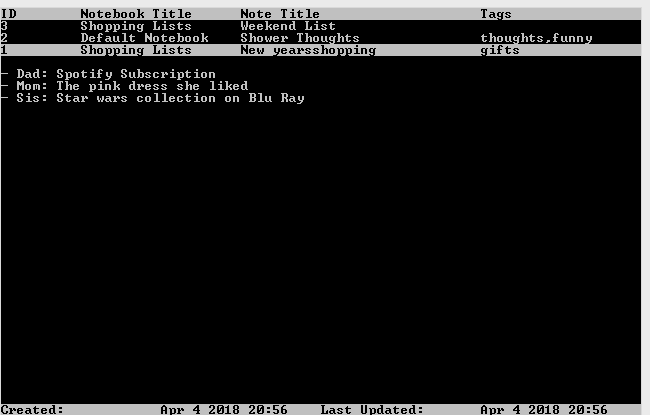 ID Notebook Title Note Title Tags
3 Shopping Lists Weekend List
2 Default Notebook Shower Thoughts thoughts,funny
1 Shopping Lists New yearsshopping gifts
- Dad: Spotify Subscription
- Mom: The pink dress she liked
- Sis: Star wars collection on Blu Ray
Created: Apr 4 2018 20:56 Last Updated: Apr 4 2018 20:56